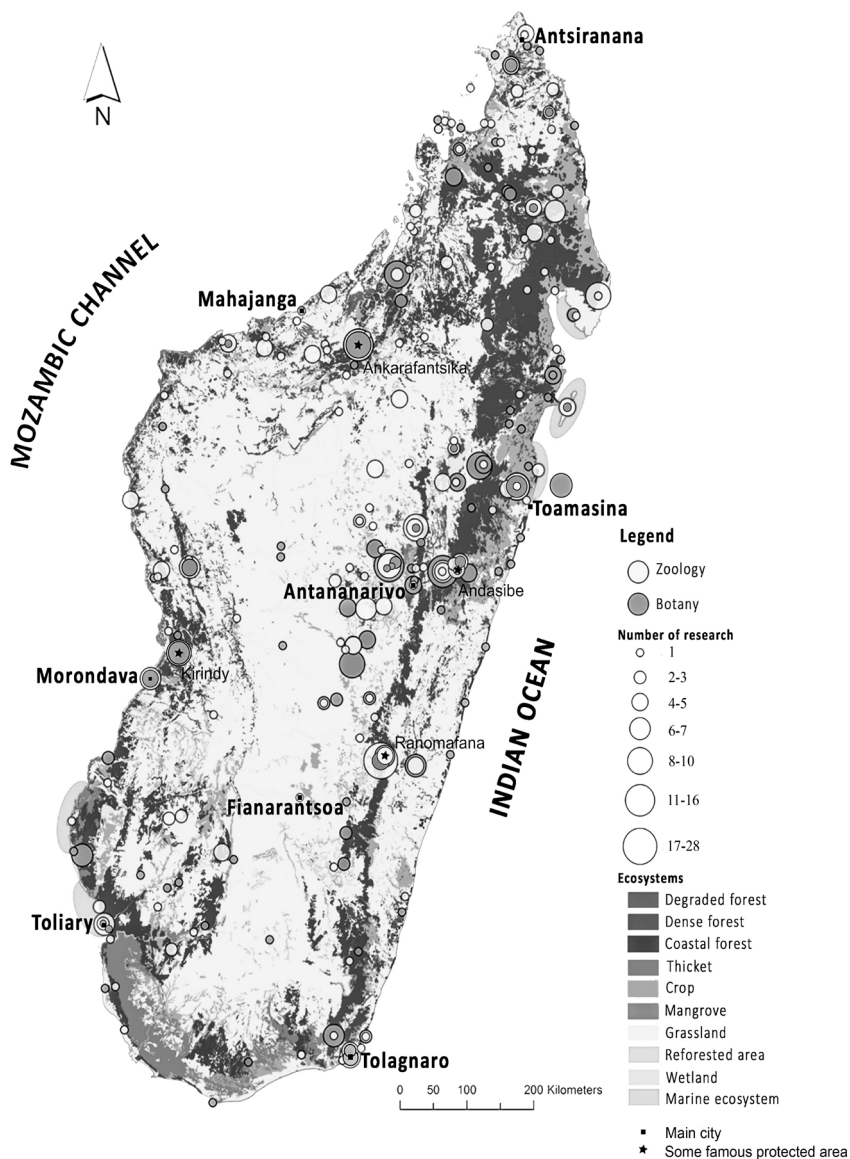 Antsiranana
N
MOZAMBIC CHANNEL
Mahajanga
Ankarafantsika
Toamasina
Antananarivo
Andasibe
Morondava
Kirindy
INDIAN OCEAN
Ranomafana
Fianarantsoa
Toliary
Tolagnaro
0 50 100 200 Kilometers
Legend
Zoology
Botany
Number of research
1
2-3
4-5
6-7
8-10
11-16
17-28
Ecosystems
Degraded forest
Dense forest
Coastal forest
Thicket
Crop
Mangrove
Grassland
Reforested area
Wetland
Marine ecosystem
Main city
Some famous protected area